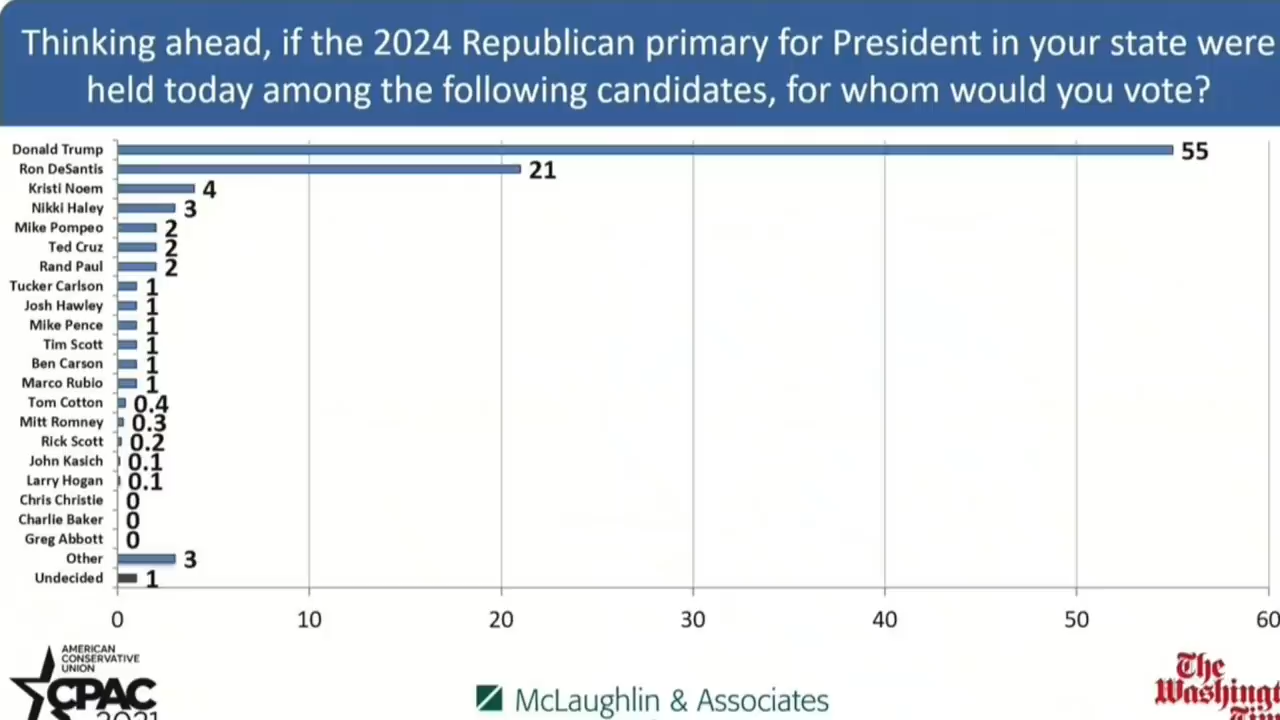 Thinking ahead, if the 2024 Republican primary for President in your state were
held today among the following candidates, for whom would you vote?
Donald Trump 55
Ron DeSantis 21
Kristi Noem 4
Nikki Haley 3
Mike Pompeo 2
Ted Cruz 2
Rand Paul 2
Tucker Carlson 1
Josh Hawley 1
Mike Pence 1
Tim Scott 1
Ben Carson 1
Marco Rubio 1
Tom Cotton 0.4
Mitt Romney 0.3
Rick Scott 0.2
John Kasich 0.1
Larry Hogan 0.1
Chris Christie 0
Charlie Baker 0
Greg Abbott 0
Other 3
Undecided 1
0 10 20 30 40 50 60
AMERICAN
CONSERVATIVE
UNION
CPAC
2021
McLaughlin & Associates
The
Washingt
Tim